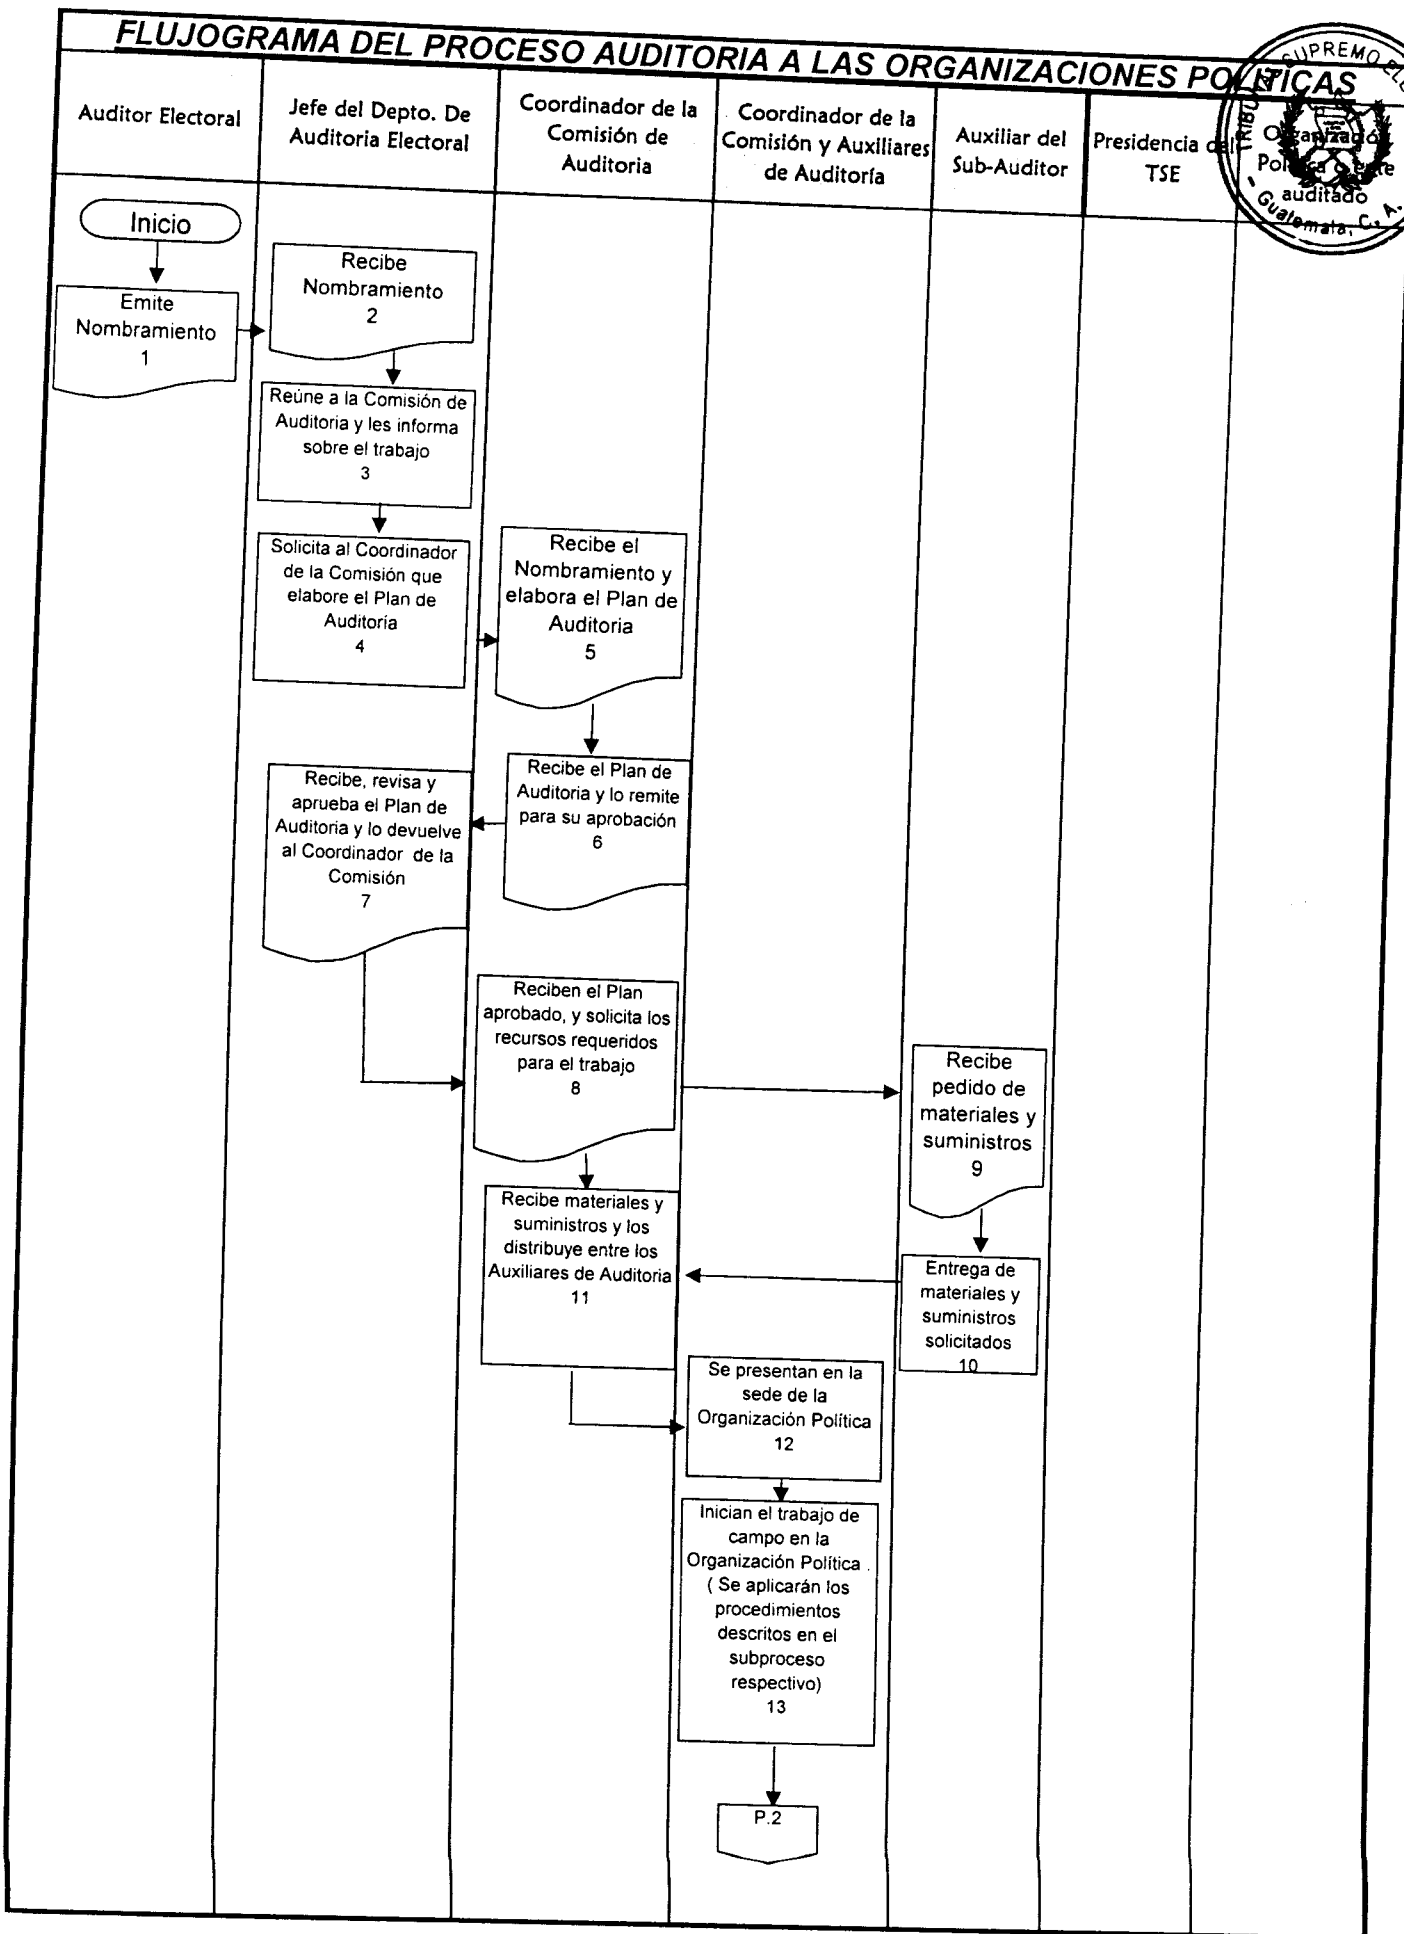 FLUJOGRAMA DEL PROCESO AUDITORIA A LAS ORGANIZACIONES POLITICAS
Auditor Electoral
Jefe del Depto. De
Auditoria Electoral
Coordinador de la
Comisión de
Auditoria
Coordinador de la
Comisión y Auxiliares
de Auditoría
Auxiliar del
Sub-Auditor
Presidencia del
TSE
Organización
Política o ente
auditado
SUPREMO
Guatemala, C. A.
Inicio
Emite
Nombramiento
1
Recibe
Nombramiento
2
Reúne a la Comisión de
Auditoria y les informa
sobre el trabajo
3
Solicita al Coordinador
de la Comisión que
elabore el Plan de
Auditoría
4
Recibe el
Nombramiento y
elabora el Plan de
Auditoria
5
Recibe el Plan de
Auditoria y lo remite
para su aprobación
6
Recibe, revisa y
aprueba el Plan de
Auditoria y lo devuelve
al Coordinador de la
Comisión
7
Reciben el Plan
aprobado, y solicita los
recursos requeridos
para el trabajo
8
Recibe
pedido de
materiales y
suministros
9
Entrega de
materiales y
suministros
solicitados
10
Recibe materiales y
suministros y los
distribuye entre los
Auxiliares de Auditoria
11
Se presentan en la
sede de la
Organización Política
12
Inician el trabajo de
campo en la
Organización Política .
( Se aplicarán los
procedimientos
descritos en el
subproceso
respectivo)
13
P.2